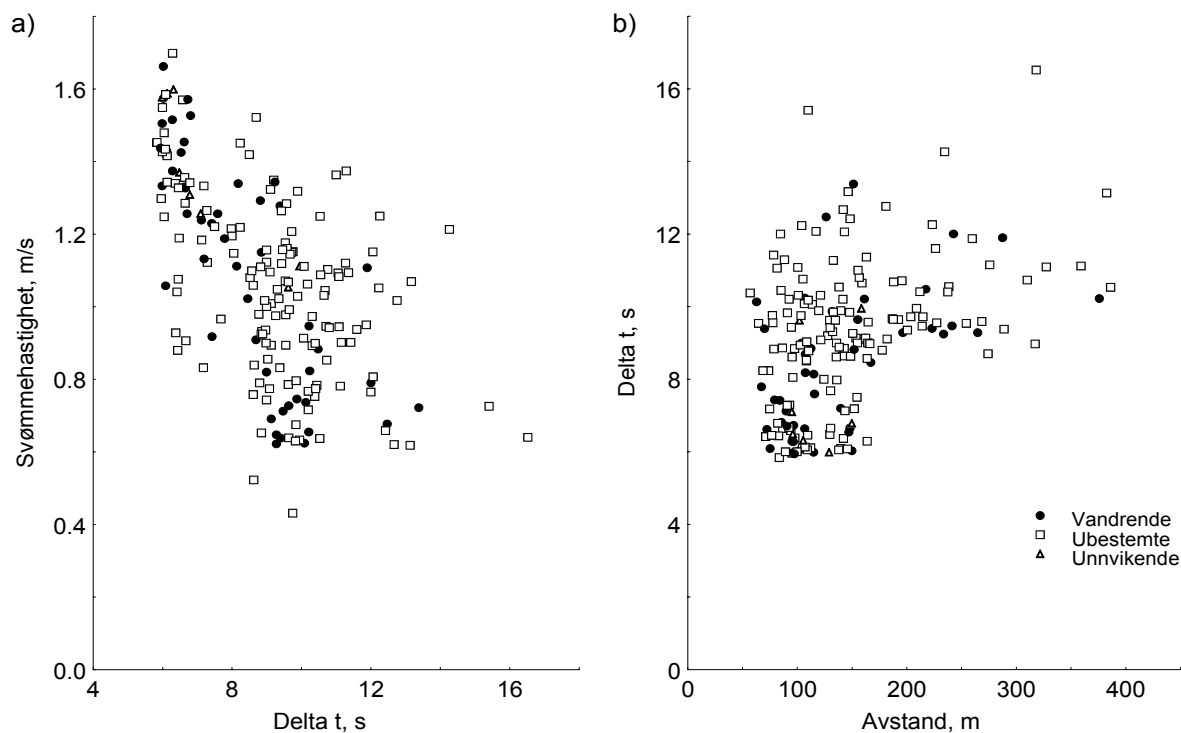 a)
Svømmehastighet, m/s
1.6
1.2
0.8
0.4
0.0
4
8
12
16
Delta t, s
b)
Delta t, s
16
12
8
4
0
0
100
200
300
400
Avstand, m
Vandrende
Ubestemte
Unnvikende